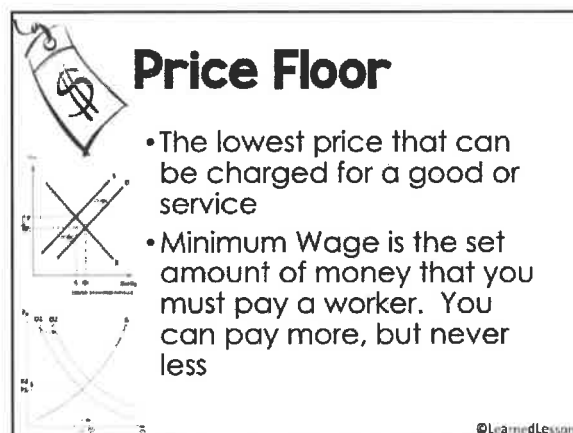 Price Floor
•The lowest price that can
be charged for a good or
service
•Minimum Wage is the set
amount of money that you
must pay a worker. You
can pay more, but never
less
©LearnedLesson